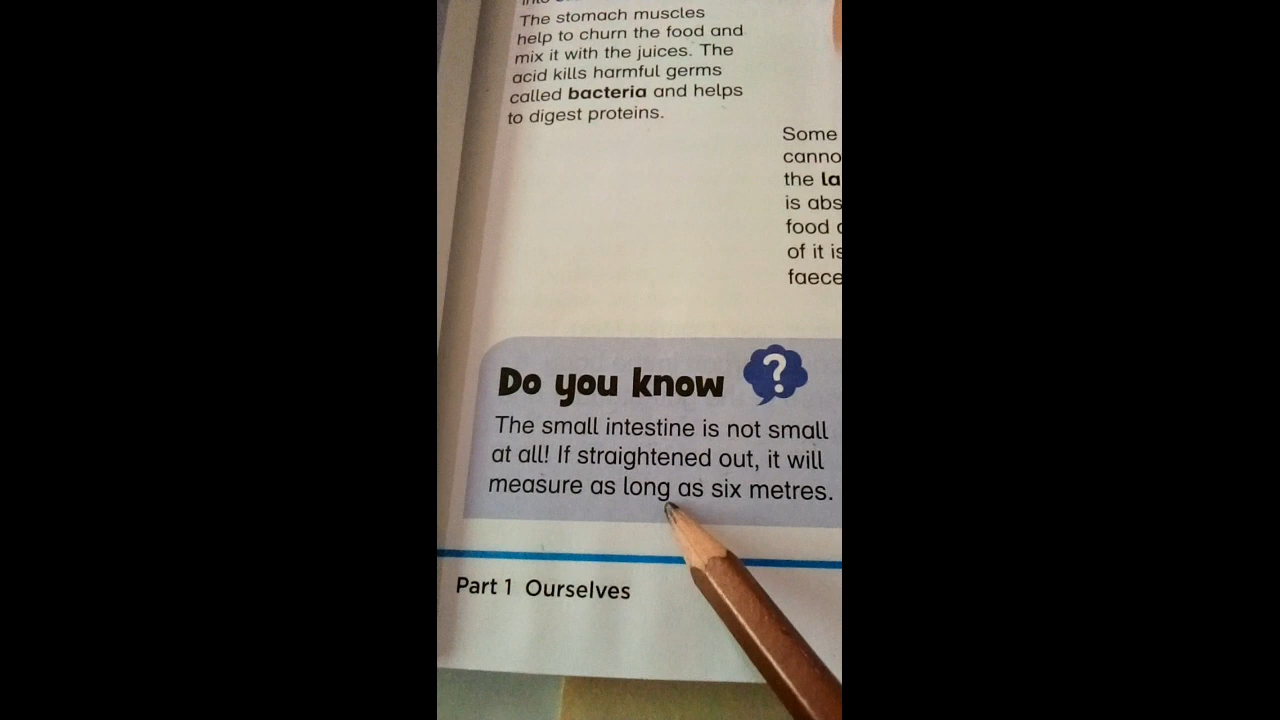 The stomach muscles
help to churn the food and
mix it with the juices. The
acid kills harmful germs
called bacteria and helps
to digest proteins.
Some
canno
the la
is abs
food
of it is
faece
Do you know ?
The small intestine is not small
at all! If straightened out, it will
measure as long as six metres.
Part 1 Ourselves